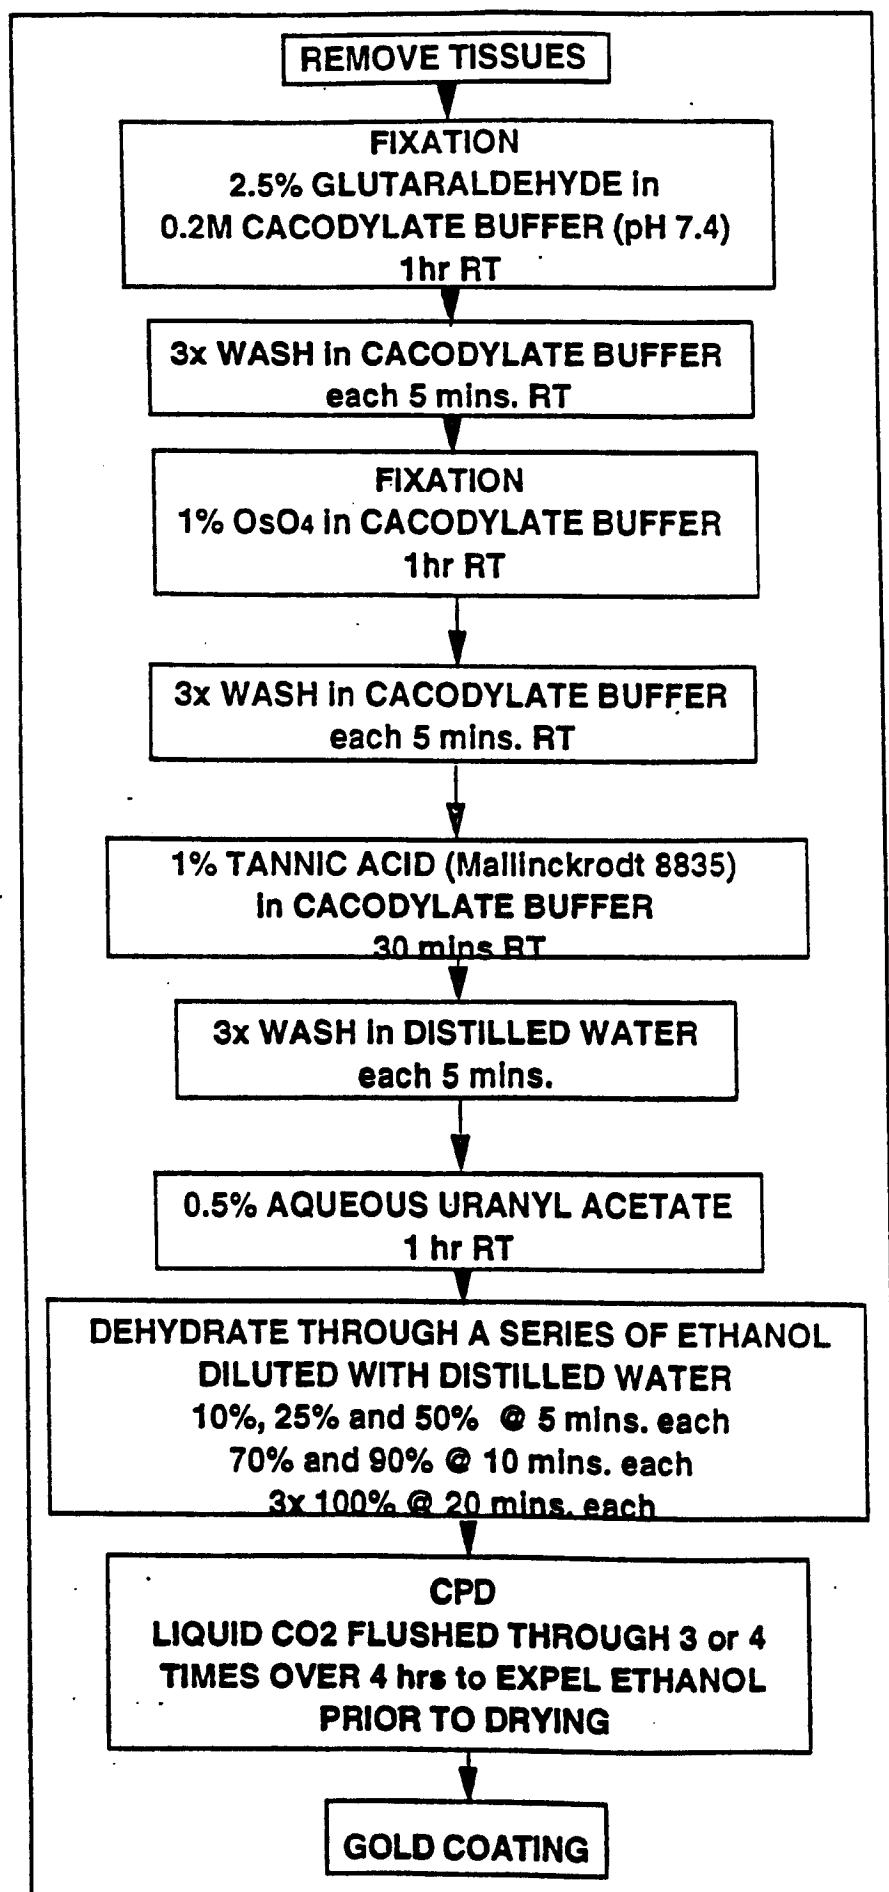 REMOVE TISSUES
FIXATION
2.5% GLUTARALDEHYDE in
0.2M CACODYLATE BUFFER (pH 7.4)
1hr RT
3x WASH in CACODYLATE BUFFER
each 5 mins. RT
FIXATION
1% OsO4 in CACODYLATE BUFFER
1hr RT
3x WASH in CACODYLATE BUFFER
each 5 mins. RT
1% TANNIC ACID (Mallinckrodt 8835)
in CACODYLATE BUFFER
30 mins RT
3x WASH in DISTILLED WATER
each 5 mins.
0.5% AQUEOUS URANYL ACETATE
1 hr RT
DEHYDRATE THROUGH A SERIES OF ETHANOL
DILUTED WITH DISTILLED WATER
10%, 25% and 50% @ 5 mins. each
70% and 90% @ 10 mins. each
3x 100% @ 20 mins. each
CPD
LIQUID CO2 FLUSHED THROUGH 3 or 4
TIMES OVER 4 hrs to EXPEL ETHANOL
PRIOR TO DRYING
GOLD COATING